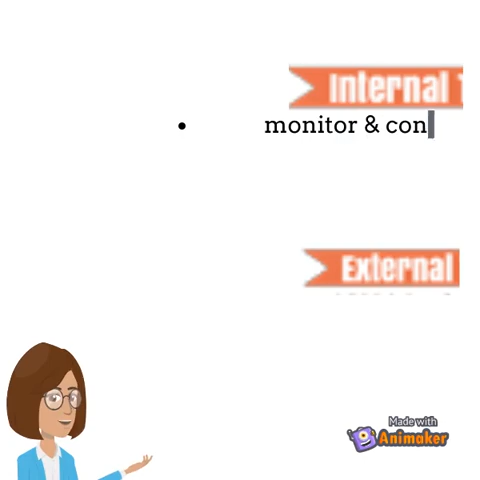 Internal
• monitor & con
External
Made with
Animaker